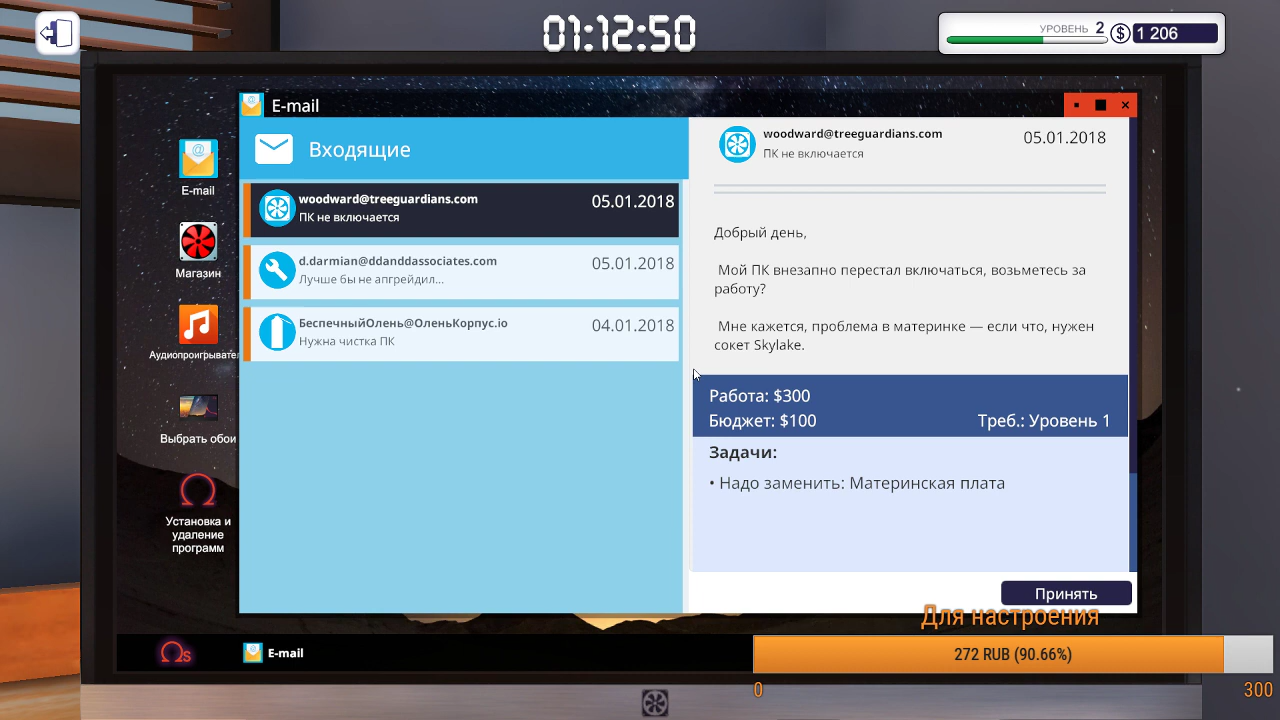 01:12:50
УРОВЕНЬ 2
$ 1 206
E-mail
Входящие
woodward@treeguardians.com
ПК не включается
05.01.2018
d.darmian@ddanddassociates.com
Лучше бы не апгрейдил...
05.01.2018
БеспечныйОлень@ОленьКорпус.io
Нужна чистка ПК
04.01.2018
woodward@treeguardians.com
ПК не включается
05.01.2018
Добрый день,
Мой ПК внезапно перестал включаться, возьметесь за
работу?
Мне кажется, проблема в материнке — если что, нужен
сокет Skylake.
Работа: $300
Бюджет: $100
Треб.: Уровень 1
Задачи:
• Надо заменить: Материнская плата
Принять
E-mail
Магазин
Аудиопроигрывател
Выбрать обои
Установка и
удаление
программ
Ωs
E-mail
Для настроения
272 RUB (90.66%)
0
300